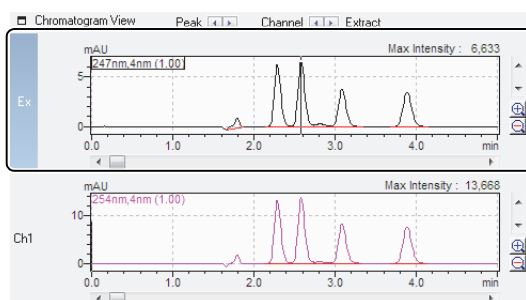 Chromatogram View Peak Channel Extract
mAU Max Intensity : 6,633
247nm,4nm (1.00)
5
Ex
0
0.0 1.0 2.0 3.0 4.0 min
mAU Max Intensity : 13,668
254nm,4nm (1.00)
10
Ch1
0
0.0 1.0 2.0 3.0 4.0 min